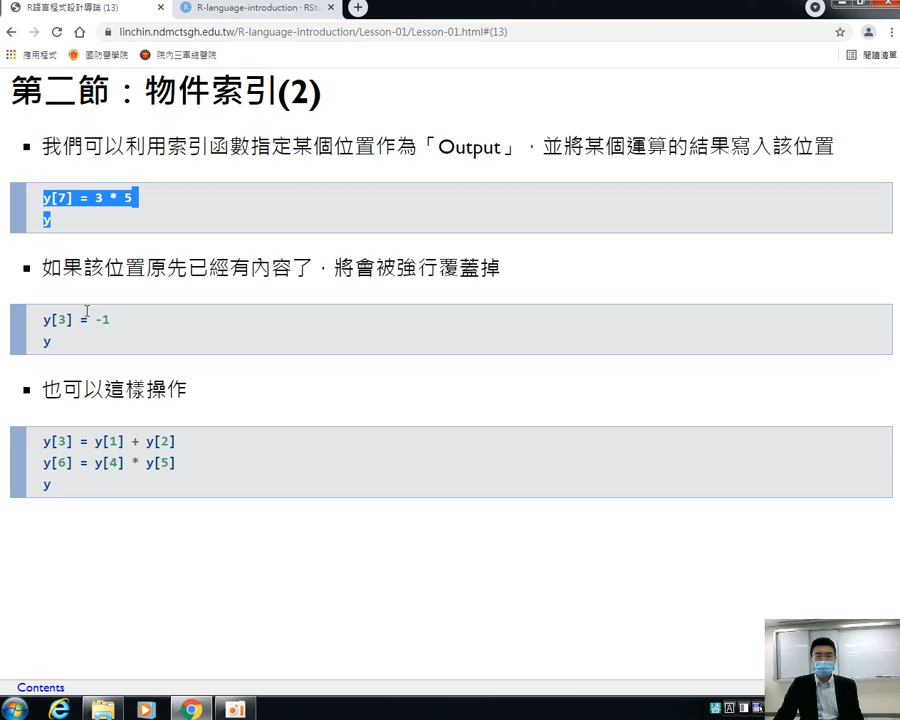 R語言程式設計導論 (13)
R-language-introduction · RStu
linchin.ndmctsgh.edu.tw/R-language-introduction/Lesson-01/Lesson-01.html#(13)
應用程式 國防醫學院 院內三軍總醫院 閱讀清單
第二節：物件索引(2)
▪ 我們可以利用索引函數指定某個位置作為「Output」，並將某個運算的結果寫入該位置
y[7] = 3 * 5
y
▪ 如果該位置原先已經有內容了，將會被強行覆蓋掉
y[3] = -1
y
▪ 也可以這樣操作
y[3] = y[1] + y[2]
y[6] = y[4] * y[5]
y
Contents